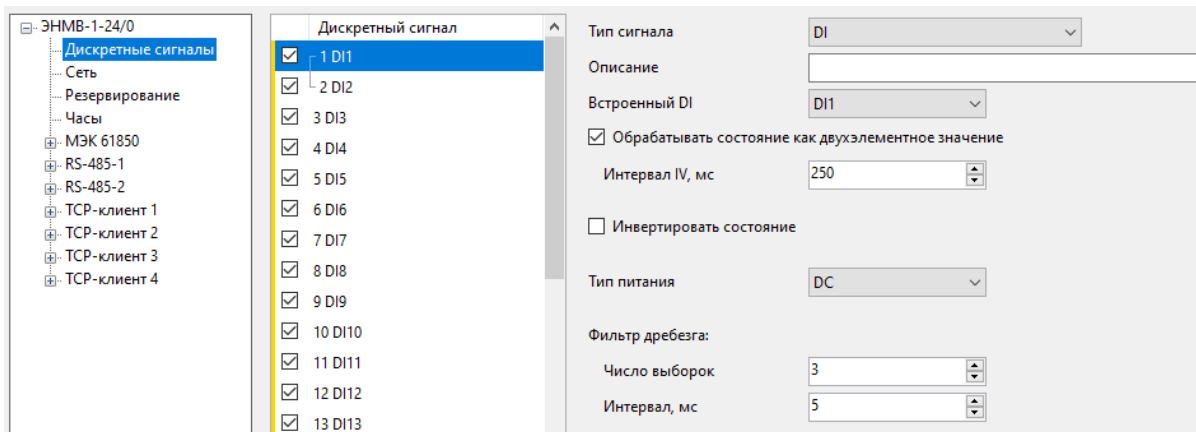 ЭНМВ-1-24/0
Дискретные сигналы
Сеть
Резервирование
Часы
МЭК 61850
RS-485-1
RS-485-2
TCP-клиент 1
TCP-клиент 2
TCP-клиент 3
TCP-клиент 4
Дискретный сигнал
1 DI1
2 DI2
3 DI3
4 DI4
5 DI5
6 DI6
7 DI7
8 DI8
9 DI9
10 DI10
11 DI11
12 DI12
13 DI13
Тип сигнала DI
Описание
Встроенный DI DI1
Обрабатывать состояние как двухэлементное значение
Интервал IV, мс 250
Инвертировать состояние
Тип питания DC
Фильтр дребезга:
Число выборок 3
Интервал, мс 5